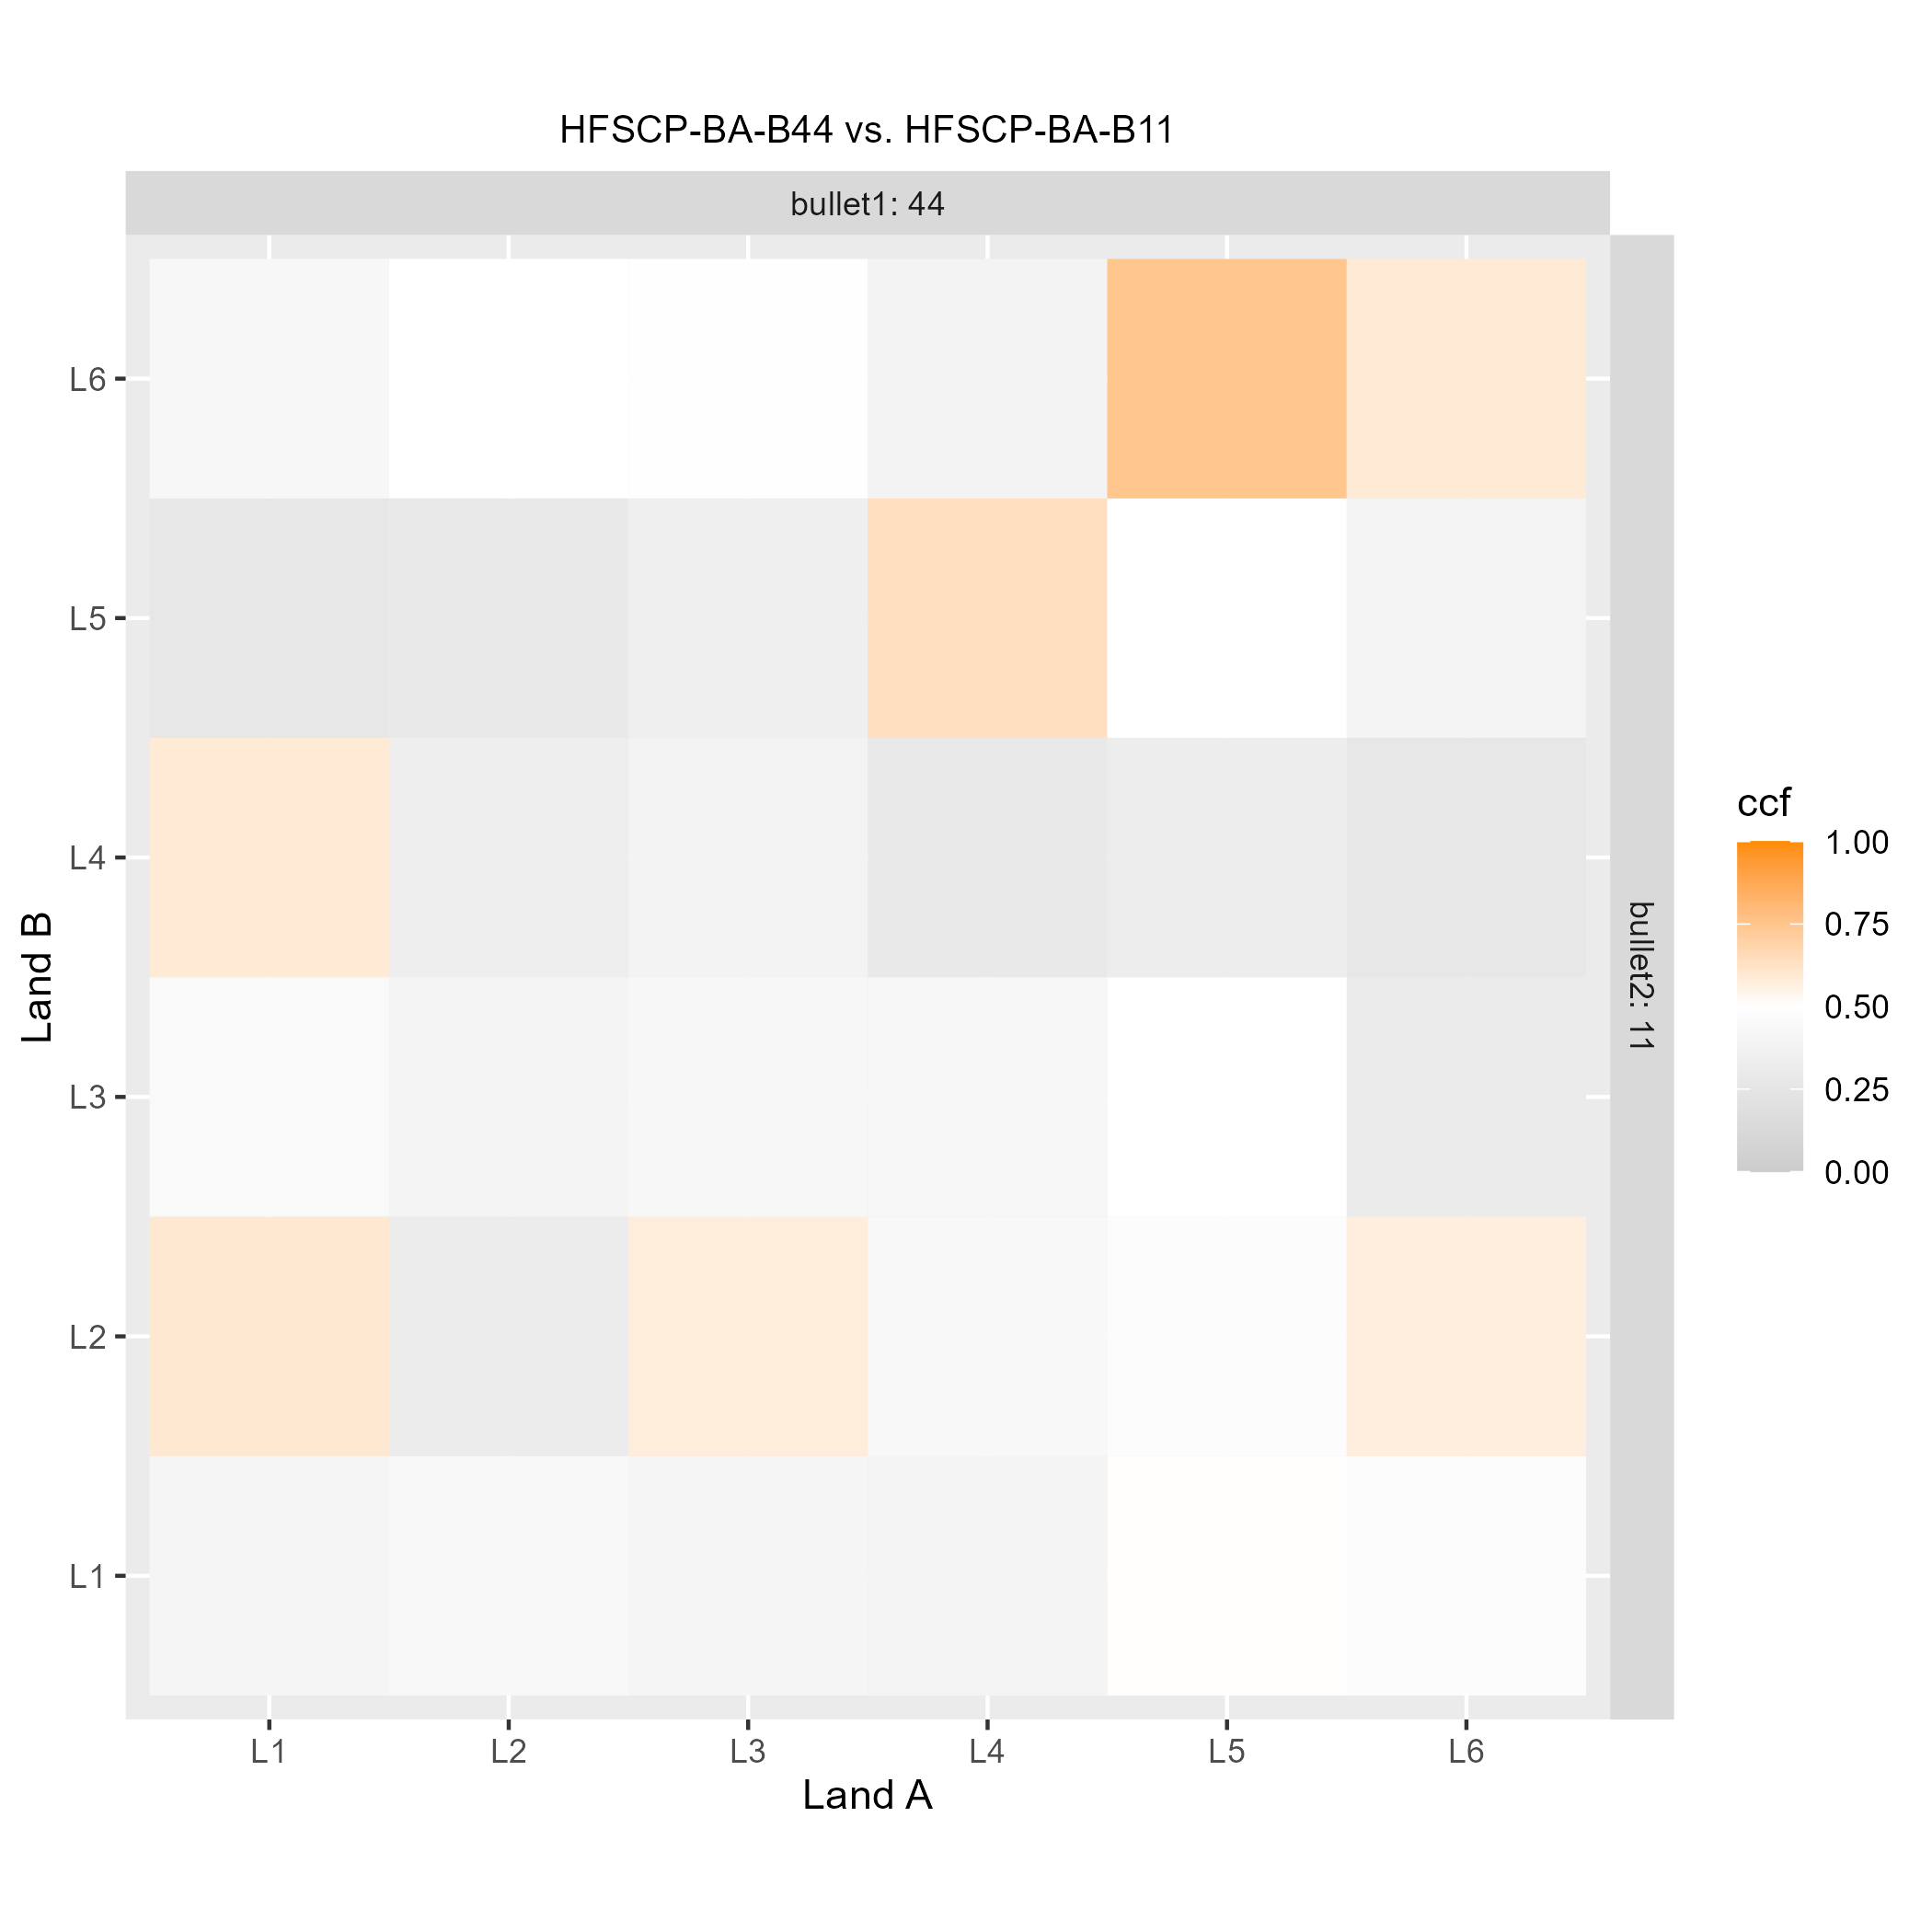 HFSCP-BA-B44 vs. HFSCP-BA-B11
bullet1: 44
L6
L5
L4
L3
L2
L1
Land B
bullet2: 11
L1 L2 L3 L4 L5 L6
Land A
ccf
1.00
0.75
0.50
0.25
0.00